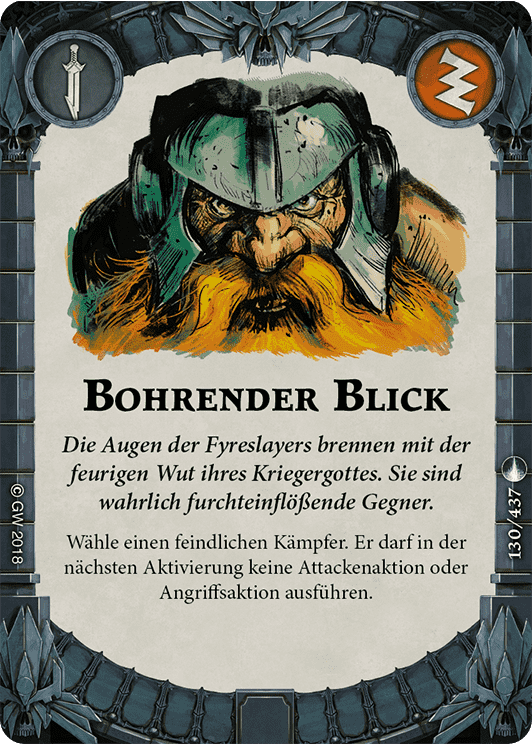 BOHRENDER BLICK
Die Augen der Fyreslayers brennen mit der
feurigen Wut ihres Kriegergottes. Sie sind
wahrlich furchteinflößende Gegner.
Wähle einen feindlichen Kämpfer. Er darf in der
nächsten Aktivierung keine Attackenaktion oder
Angriffsaktion ausführen.
© GW 2018
130/437